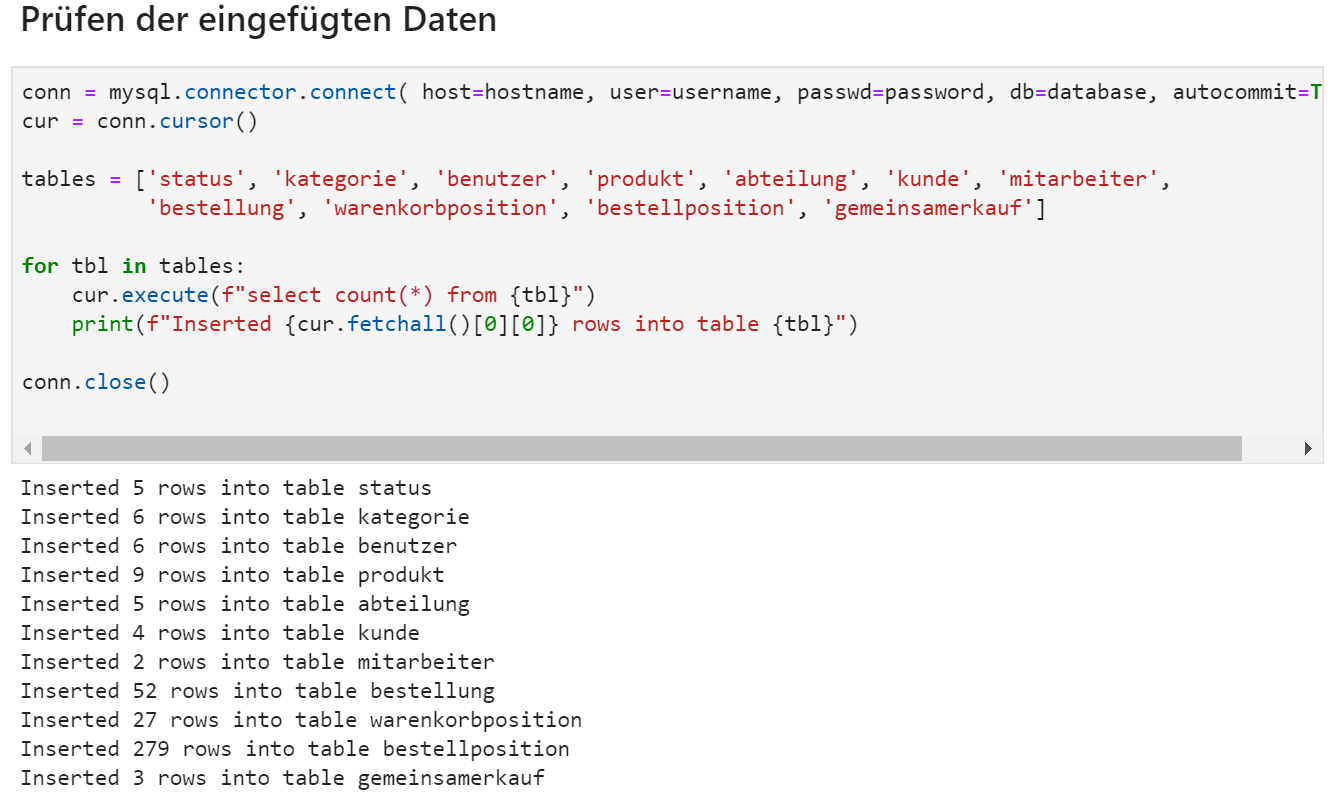 Prüfen der eingefügten Daten
conn = mysql.connector.connect( host=hostname, user=username, passwd=password, db=database, autocommit=T
cur = conn.cursor()
tables = ['status', 'kategorie', 'benutzer', 'produkt', 'abteilung', 'kunde', 'mitarbeiter',
          'bestellung', 'warenkorbposition', 'bestellposition', 'gemeinsamerkauf']
for tbl in tables:
    cur.execute(f"select count(*) from {tbl}")
    print(f"Inserted {cur.fetchall()[0][0]} rows into table {tbl}")
conn.close()
Inserted 5 rows into table status
Inserted 6 rows into table kategorie
Inserted 6 rows into table benutzer
Inserted 9 rows into table produkt
Inserted 5 rows into table abteilung
Inserted 4 rows into table kunde
Inserted 2 rows into table mitarbeiter
Inserted 52 rows into table bestellung
Inserted 27 rows into table warenkorbposition
Inserted 279 rows into table bestellposition
Inserted 3 rows into table gemeinsamerkauf